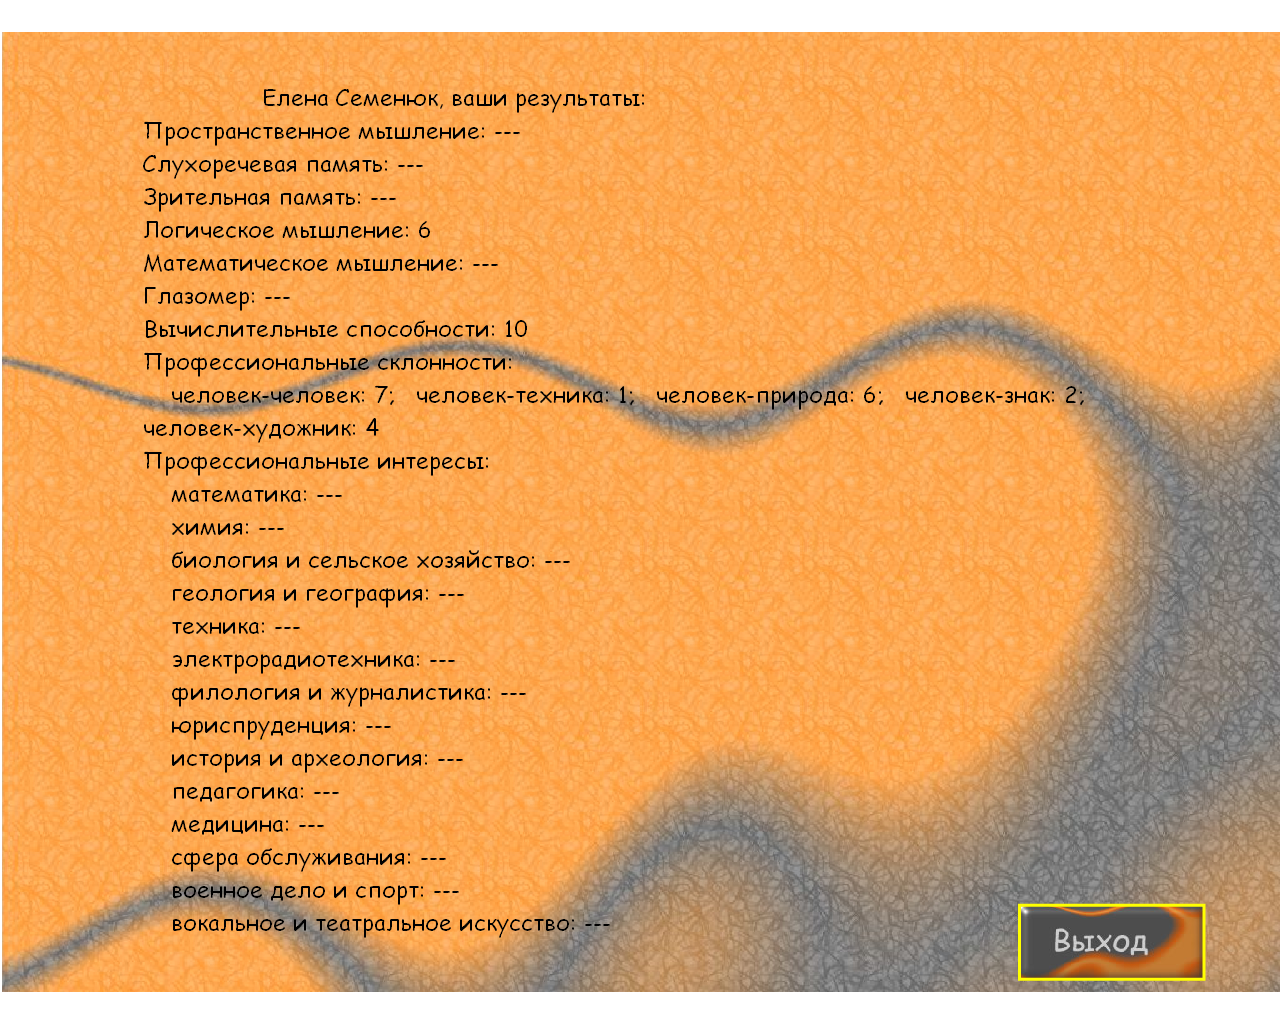 Елена Семенюк, ваши результаты:
Пространственное мышление: ---
Слухоречевая память: ---
Зрительная память: ---
Логическое мышление: 6
Математическое мышление: ---
Глазомер: ---
Вычислительные способности: 10
Профессиональные склонности:
человек-человек: 7; человек-техника: 1; человек-природа: 6; человек-знак: 2;
человек-художник: 4
Профессиональные интересы:
математика: ---
химия: ---
биология и сельское хозяйство: ---
геология и география: ---
техника: ---
электрорадиотехника: ---
филология и журналистика: ---
юриспруденция: ---
история и археология: ---
педагогика: ---
медицина: ---
сфера обслуживания: ---
военное дело и спорт: ---
вокальное и театральное искусство: ---
Выход